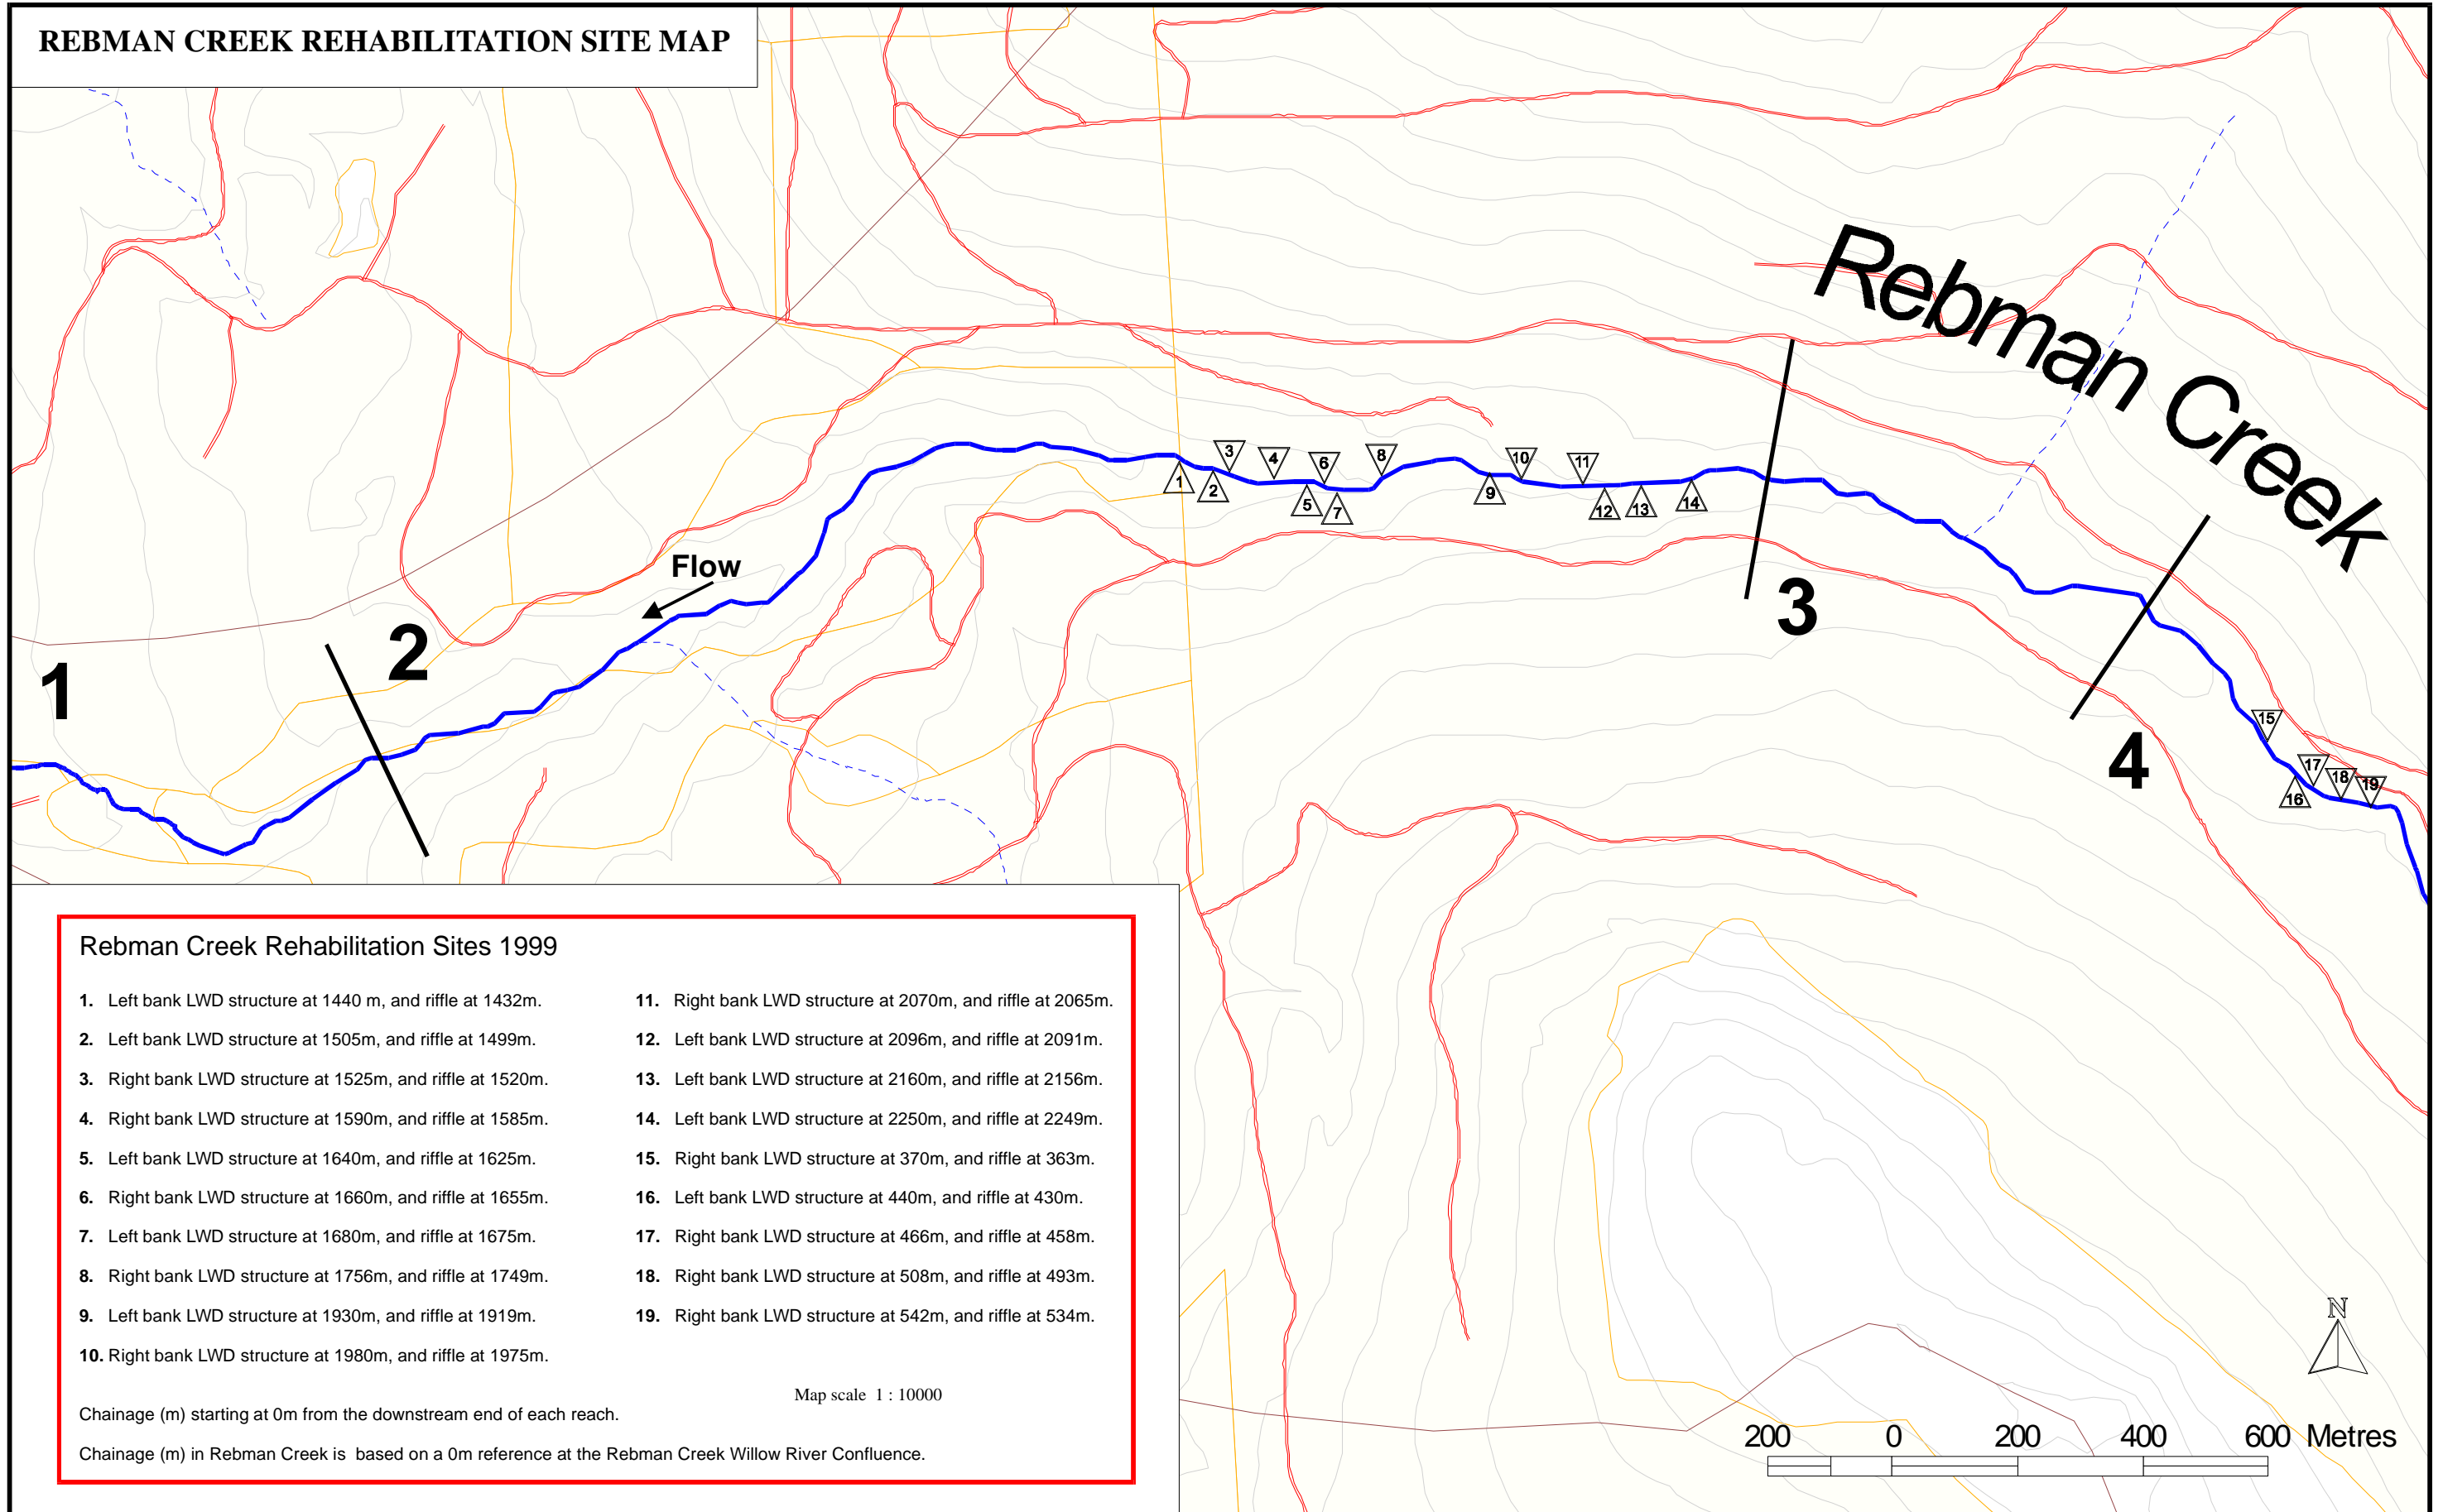 REBMAN CREEK REHABILITATION SITE MAP
Rebman Creek
3
4
6
8
10
11
1
2
5
7
9
12
13
14
Flow
1
2
3
4
15
17
18
19
16
Rebman Creek Rehabilitation Sites 1999
1. Left bank LWD structure at 1440 m, and riffle at 1432m.
2. Left bank LWD structure at 1505m, and riffle at 1499m.
3. Right bank LWD structure at 1525m, and riffle at 1520m.
4. Right bank LWD structure at 1590m, and riffle at 1585m.
5. Left bank LWD structure at 1640m, and riffle at 1625m.
6. Right bank LWD structure at 1660m, and riffle at 1655m.
7. Left bank LWD structure at 1680m, and riffle at 1675m.
8. Right bank LWD structure at 1756m, and riffle at 1749m.
9. Left bank LWD structure at 1930m, and riffle at 1919m.
10. Right bank LWD structure at 1980m, and riffle at 1975m.
11. Right bank LWD structure at 2070m, and riffle at 2065m.
12. Left bank LWD structure at 2096m, and riffle at 2091m.
13. Left bank LWD structure at 2160m, and riffle at 2156m.
14. Left bank LWD structure at 2250m, and riffle at 2249m.
15. Right bank LWD structure at 370m, and riffle at 363m.
16. Left bank LWD structure at 440m, and riffle at 430m.
17. Right bank LWD structure at 466m, and riffle at 458m.
18. Right bank LWD structure at 508m, and riffle at 493m.
19. Right bank LWD structure at 542m, and riffle at 534m.
Map scale 1 : 10000
Chainage (m) starting at 0m from the downstream end of each reach.
Chainage (m) in Rebman Creek is based on a 0m reference at the Rebman Creek Willow River Confluence.
N
200 0 200 400 600 Metres